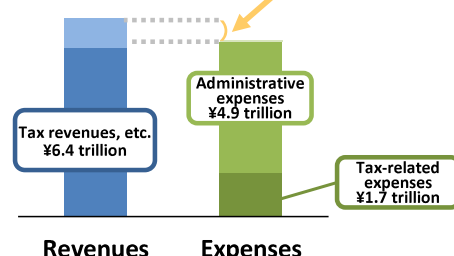 Administrative
expenses
¥4.9 trillion
Tax revenues, etc.
¥6.4 trillion
Tax-related
expenses
¥1.7 trillion
Revenues
Expenses